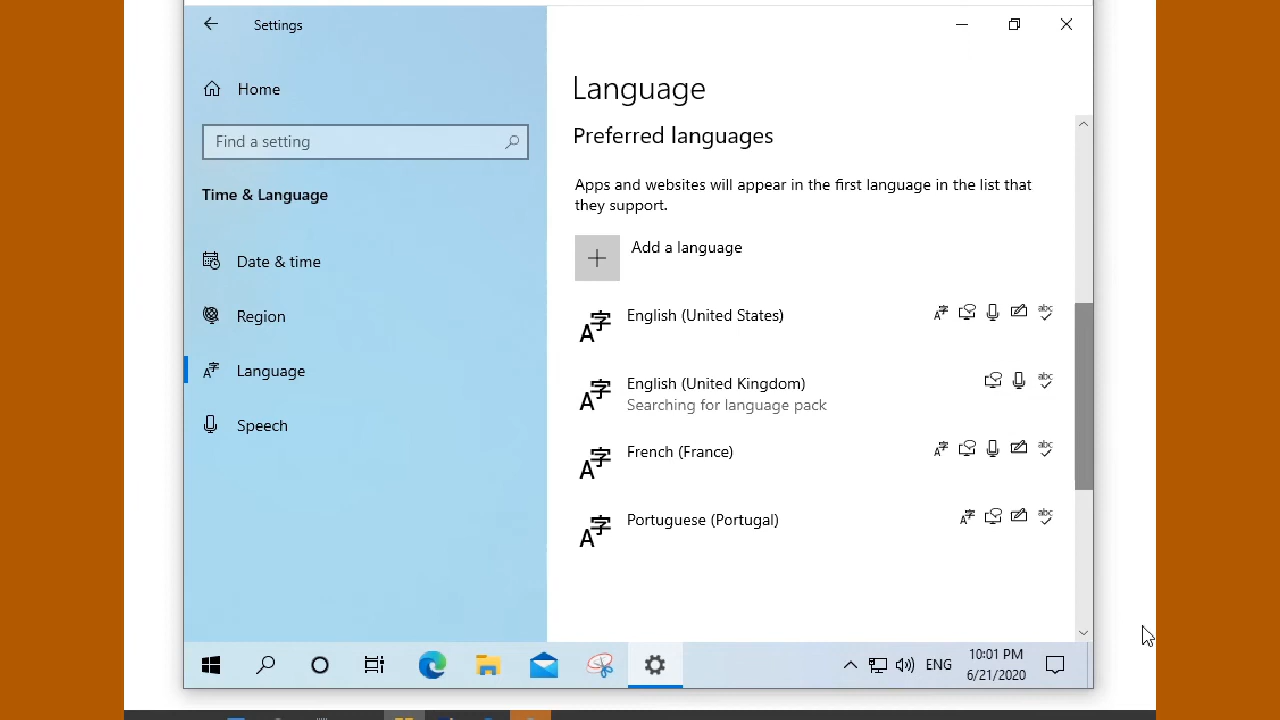 Settings
Home
Find a setting
Time & Language
Date & time
Region
Language
Speech
Language
Preferred languages
Apps and websites will appear in the first language in the list that
they support.
Add a language
English (United States)
English (United Kingdom)
Searching for language pack
French (France)
Portuguese (Portugal)
ENG
10:01 PM
6/21/2020